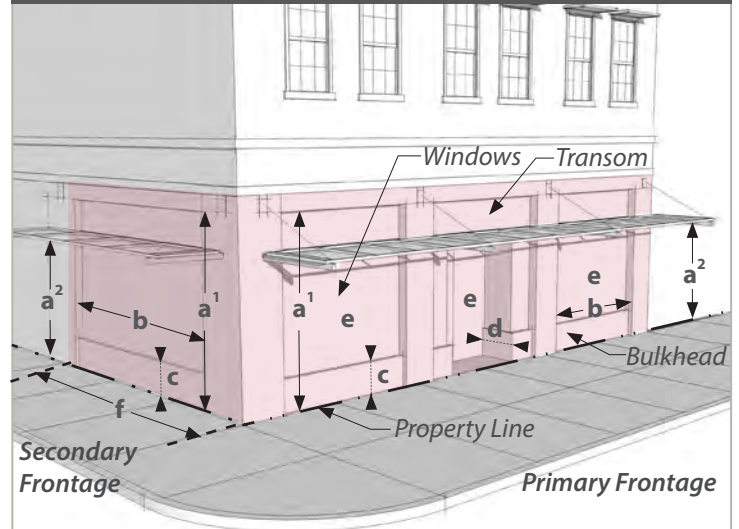 Windows
Transom
a²
a¹
a¹
a²
b
e
e
e
b
d
c
c
Bulkhead
f
Property Line
Secondary
Frontage
Primary Frontage